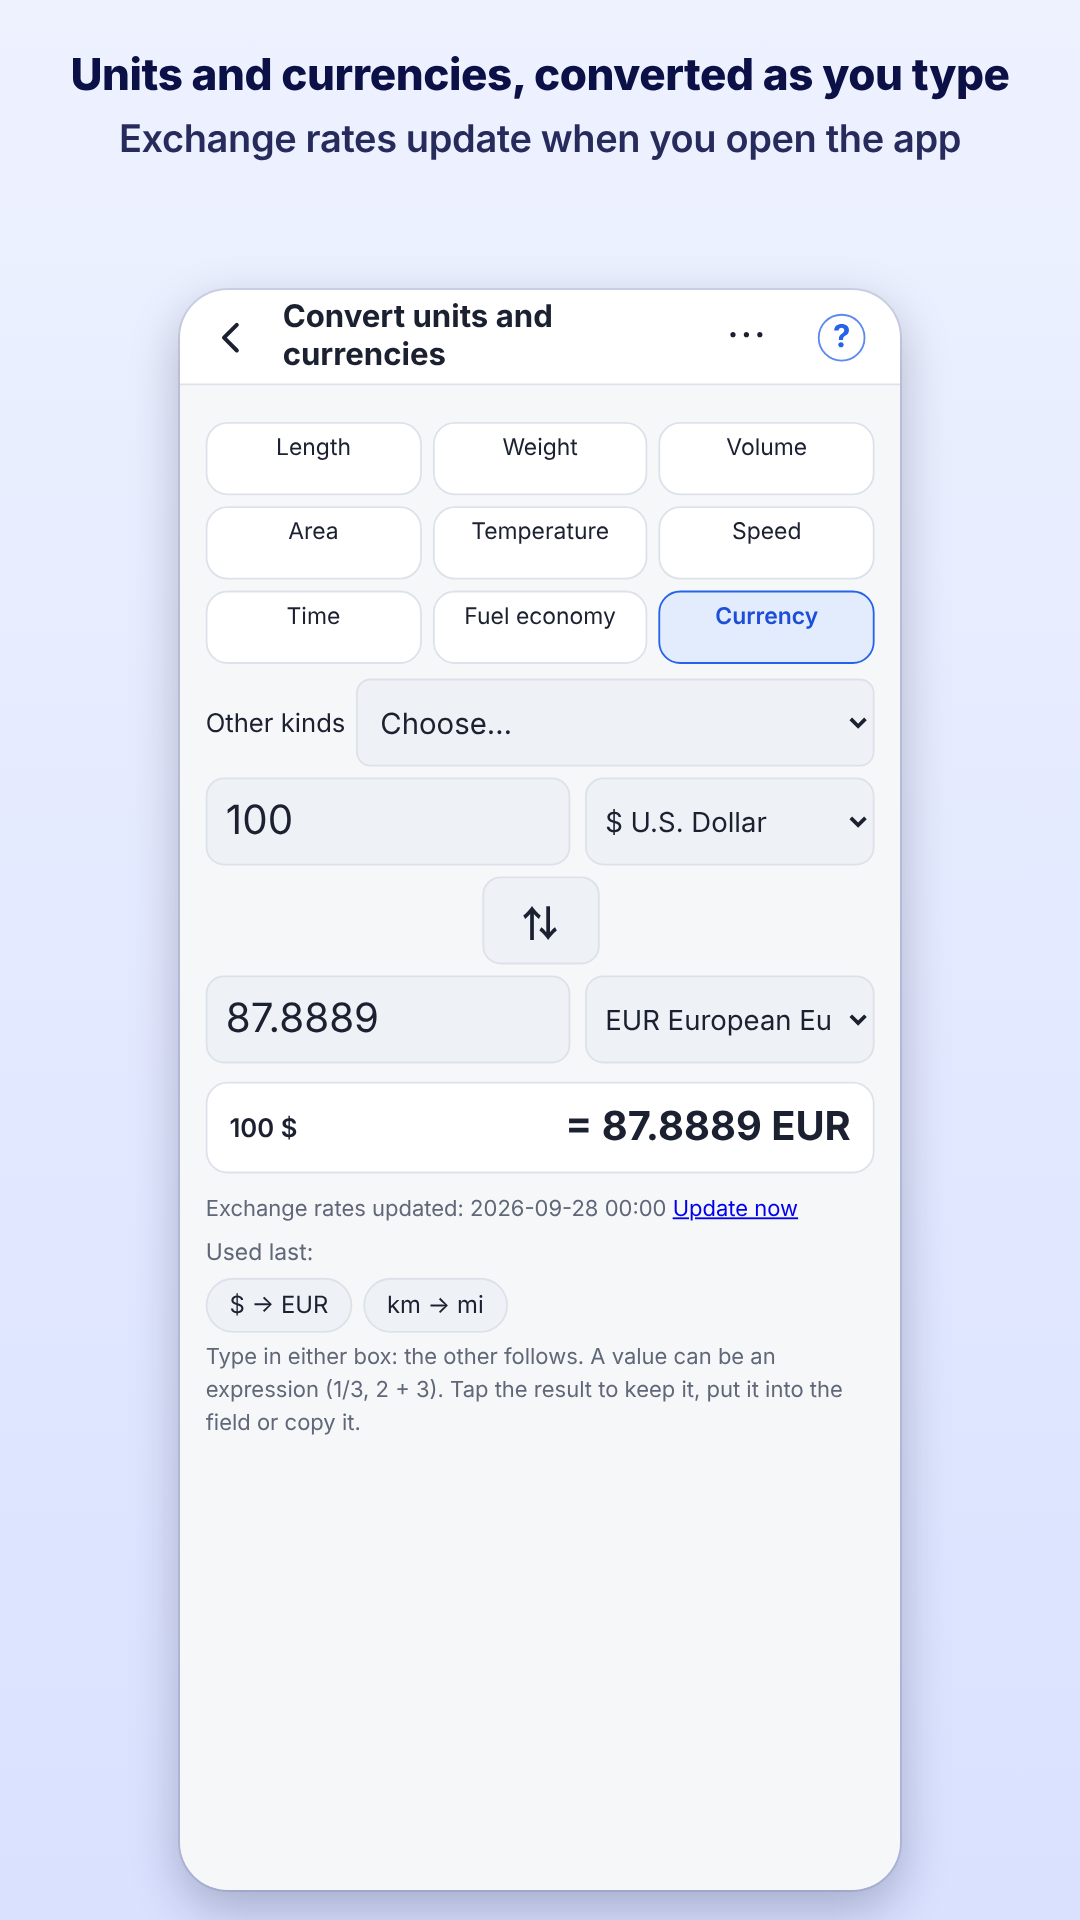 Units and currencies, converted as you type
Exchange rates update when you open the app
Convert units and
currencies
... ?
Length Weight Volume
Area Temperature Speed
Time Fuel economy Currency
Other kinds Choose...
100 $ U.S. Dollar
87.8889 EUR European Eu
100 $ = 87.8889 EUR
Exchange rates updated: 2026-09-28 00:00 Update now
Used last:
$ → EUR km → mi
Type in either box: the other follows. A value can be an
expression (1/3, 2 + 3). Tap the result to keep it, put it into the
field or copy it.